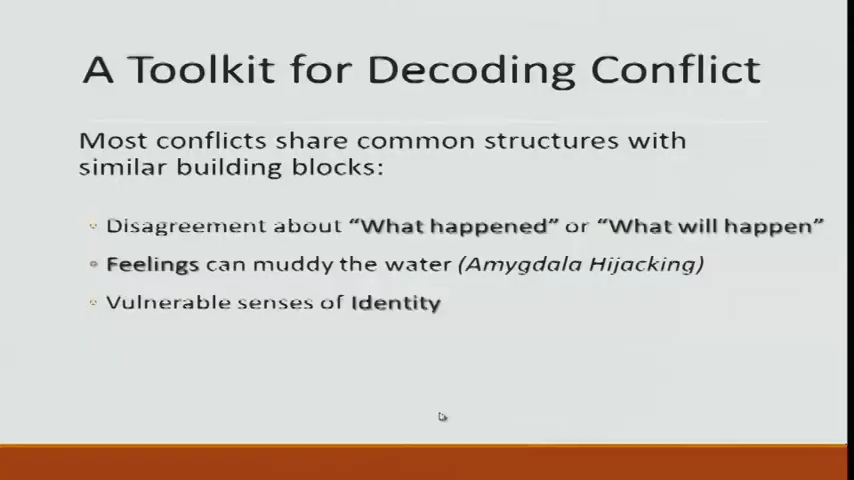 A Toolkit for Decoding Conflict
Most conflicts share common structures with
similar building blocks:
Disagreement about “What happened” or “What will happen”
Feelings can muddy the water (Amygdala Hijacking)
Vulnerable senses of Identity